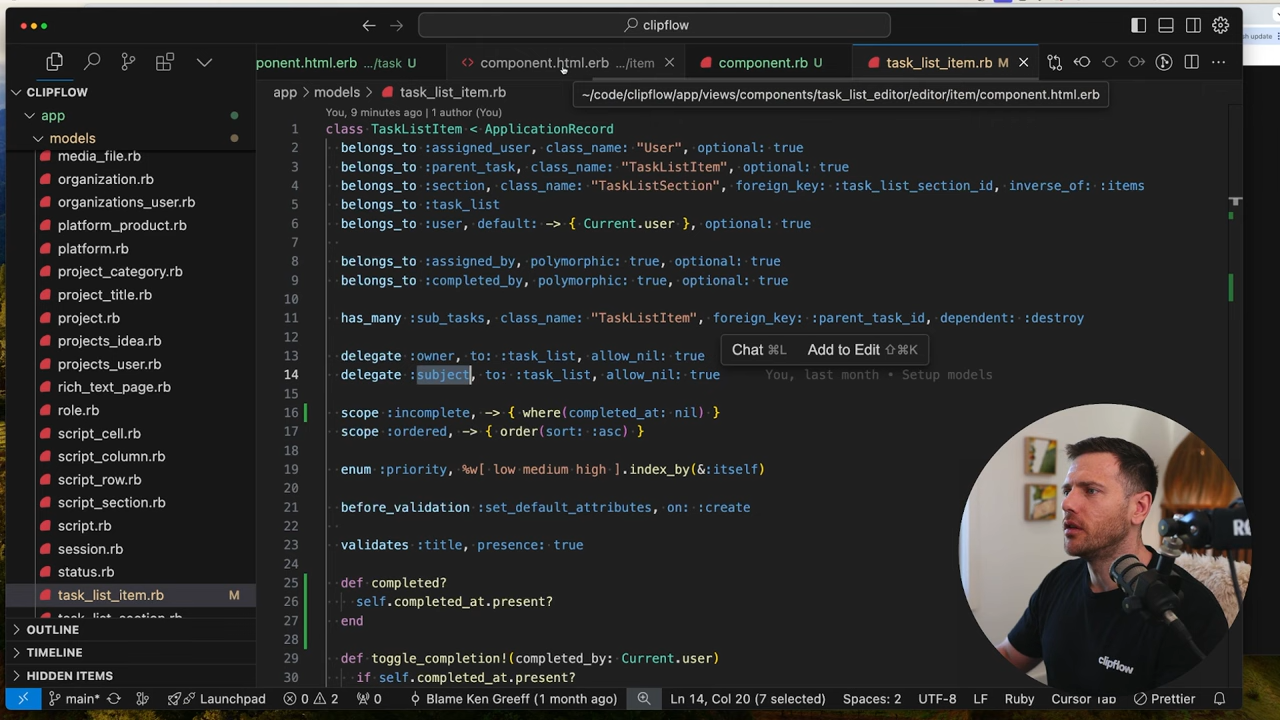 clipflow
ponent.html.erb .../task U
component.html.erb .../item
component.rb U
task_list_item.rb M
CLIPFLOW
app
models
media_file.rb
organization.rb
organizations_user.rb
platform_product.rb
platform.rb
project_category.rb
project_title.rb
project.rb
projects_idea.rb
projects_user.rb
rich_text_page.rb
role.rb
script_cell.rb
script_column.rb
script_row.rb
script_section.rb
script.rb
session.rb
status.rb
task_list_item.rb M
task_list_section.rb
OUTLINE
TIMELINE
HIDDEN ITEMS
app > models > task_list_item.rb
~/code/clipflow/app/views/components/task_list_editor/editor/item/component.html.erb
You, 9 minutes ago | 1 author (You)
1 class TaskListItem < ApplicationRecord
2 belongs_to :assigned_user, class_name: "User", optional: true
3 belongs_to :parent_task, class_name: "TaskListItem", optional: true
4 belongs_to :section, class_name: "TaskListSection", foreign_key: :task_list_section_id, inverse_of: :items
5 belongs_to :task_list
6 belongs_to :user, default: -> { Current.user }, optional: true
7
8 belongs_to :assigned_by, polymorphic: true, optional: true
9 belongs_to :completed_by, polymorphic: true, optional: true
10
11 has_many :sub_tasks, class_name: "TaskListItem", foreign_key: :parent_task_id, dependent: :destroy
12
Chat ⌘L Add to Edit ⇧⌘K
13 delegate :owner, to: :task_list, allow_nil: true
14 delegate :subject, to: :task_list, allow_nil: true You, last month • Setup models
15
16 scope :incomplete, -> { where(completed_at: nil) }
17 scope :ordered, -> { order(sort: :asc) }
18
19 enum :priority, %w[ low medium high ].index_by(&:itself)
20
21 before_validation :set_default_attributes, on: :create
22
23 validates :title, presence: true
24
25 def completed?
26 self.completed_at.present?
27 end
28
29 def toggle_completion!(completed_by: Current.user)
30 if self.completed_at.present?
clipflow
main* Launchpad 0 2 0 Blame Ken Greeff (1 month ago) Ln 14, Col 20 (7 selected) Spaces: 2 UTF-8 LF Ruby Cursor Tab Prettier